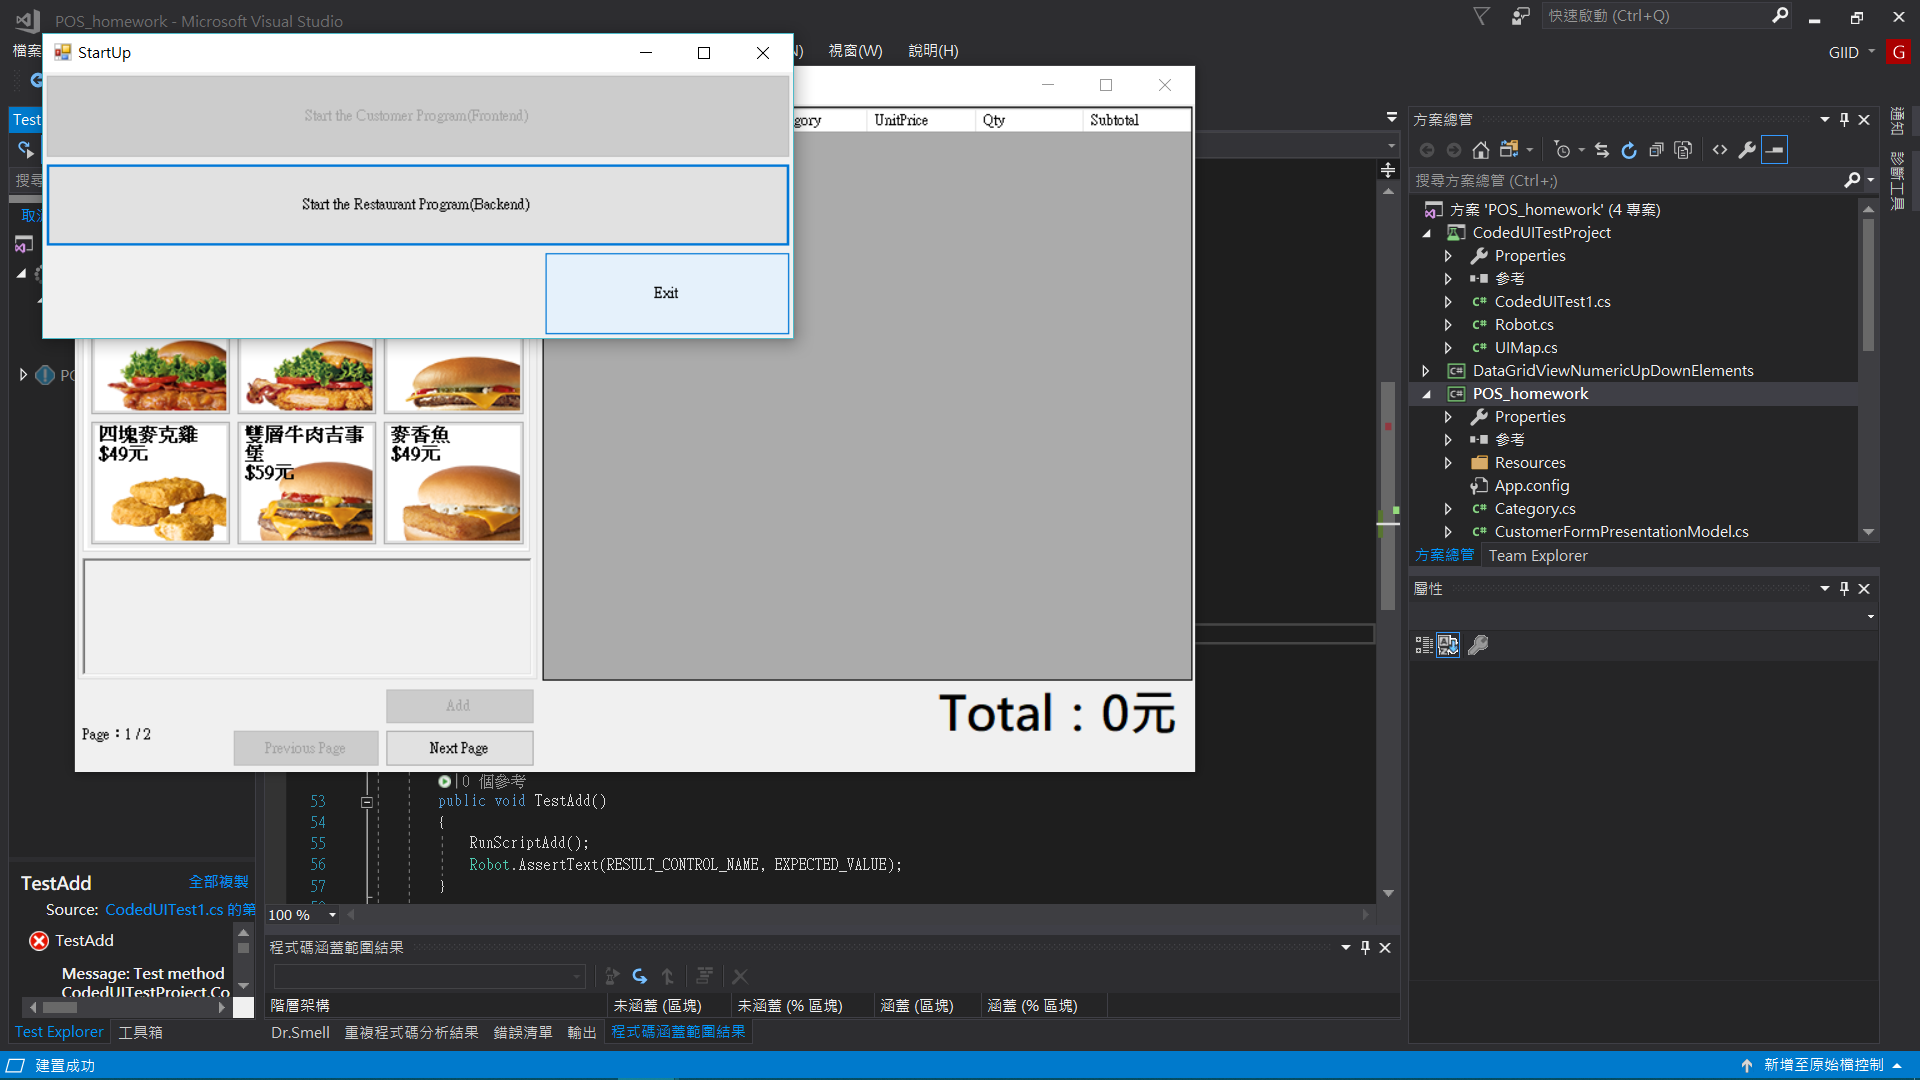 POS_homework - Microsoft Visual Studio
快速啟動 (Ctrl+Q)
檔案
N)
視窗(W)
說明(H)
GIID
G
StartUp
Start the Customer Program(Frontend)
Start the Restaurant Program(Backend)
Exit
gory
UnitPrice
Qty
Subtotal
四塊麥克雞
$49元
雙層牛肉吉事
堡
$59元
麥香魚
$49元
Add
Page：1 / 2
Previous Page
Next Page
Total：0元
Test
搜尋
取消
PO
0 個參考
53
public void TestAdd()
54
{
55
RunScriptAdd();
56
Robot.AssertText(RESULT_CONTROL_NAME, EXPECTED_VALUE);
57
}
100 %
TestAdd
全部複製
Source: CodedUITest1.cs 的第
TestAdd
Message: Test method
CodedUITestProject.Co
Test Explorer
工具箱
程式碼涵蓋範圍結果
階層架構
未涵蓋 (區塊)
未涵蓋 (% 區塊)
涵蓋 (區塊)
涵蓋 (% 區塊)
Dr.Smell
重複程式碼分析結果
錯誤清單
輸出
程式碼涵蓋範圍結果
方案總管
搜尋方案總管 (Ctrl+;)
方案 'POS_homework' (4 專案)
CodedUITestProject
Properties
參考
CodedUITest1.cs
Robot.cs
UIMap.cs
DataGridViewNumericUpDownElements
POS_homework
Properties
參考
Resources
App.config
Category.cs
CustomerFormPresentationModel.cs
方案總管
Team Explorer
屬性
通知
診斷工具
建置成功
新增至原始檔控制